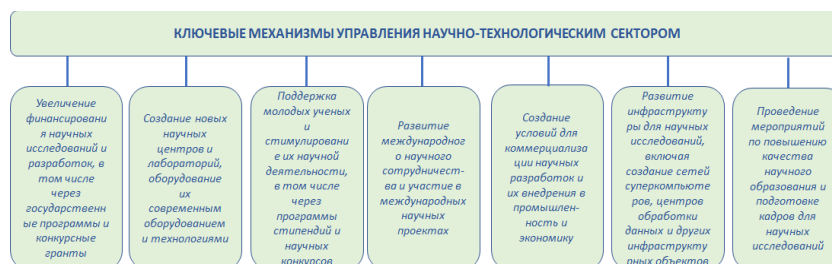 КЛЮЧЕВЫЕ МЕХАНИЗМЫ УПРАВЛЕНИЯ НАУЧНО-ТЕХНОЛОГИЧЕСКИМ СЕКТОРОМ
Увеличение
финансировани
я научных
исследований и
разработок, в
том числе
через
государственн
ые программы и
конкурсные
гранты
Создание новых
научных
центров и
лабораторий,
оборудование
их
современным
оборудованием
и технологиями
Поддержка
молодых ученых
и
стимулировани
е их научной
деятельности,
в том числе
через
программы
стипендий и
научных
конкурсов
Развитие
международног
о научного
сотрудничест-
ва и участие в
международных
научных
проектах
Создание
условий для
коммерциализа
ции научных
разработок и
их внедрения в
промышлен-
ность и
экономику
Развитие
инфраструкту
ры для научных
исследований,
включая
создание сетей
суперкомпьюте
ров, центров
обработки
данных и других
инфраструкту
рных объектов
Проведение
мероприятий
по повышению
качества
научного
образования и
подготовке
кадров для
научных
исследований